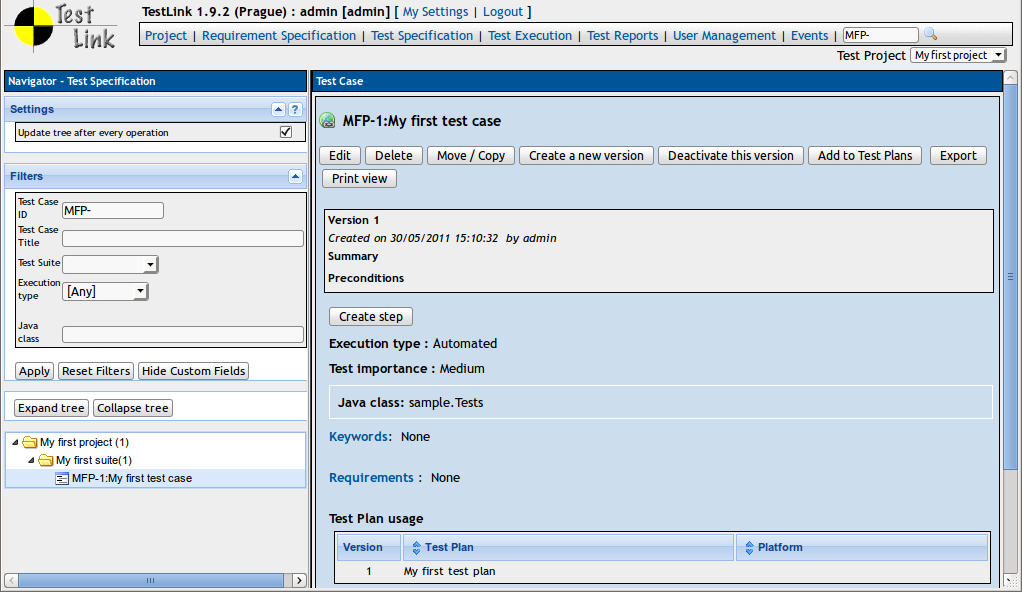 Test Link
TestLink 1.9.2 (Prague) : admin [admin] [ My Settings | Logout ]
Project | Requirement Specification | Test Specification | Test Execution | Test Reports | User Management | Events | MFP-
Test Project My first project
Navigator - Test Specification
Settings ?
Update tree after every operation
Filters
Test Case ID MFP-
Test Case Title
Test Suite
Execution type [Any]
Java class
Apply Reset Filters Hide Custom Fields
Expand tree Collapse tree
My first project (1)
My first suite(1)
MFP-1:My first test case
Test Case
MFP-1:My first test case
Edit Delete Move / Copy Create a new version Deactivate this version Add to Test Plans Export
Print view
Version 1
Created on 30/05/2011 15:10:32 by admin
Summary
Preconditions
Create step
Execution type : Automated
Test importance : Medium
Java class: sample.Tests
Keywords: None
Requirements : None
Test Plan usage
Version Test Plan Platform
1 My first test plan